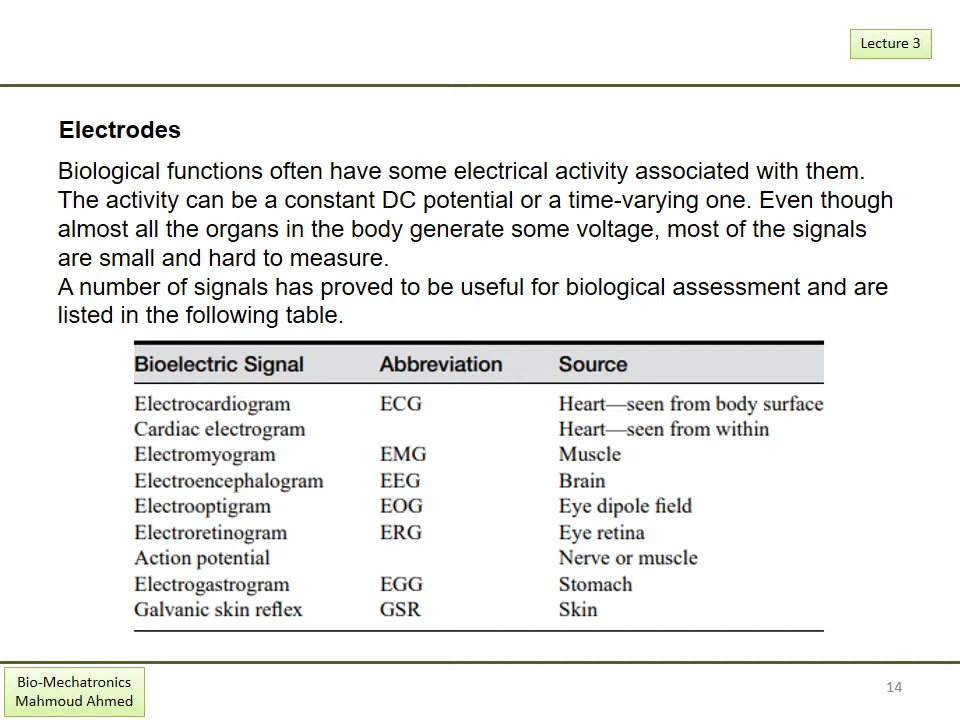 Lecture 3
Electrodes
Biological functions often have some electrical activity associated with them.
The activity can be a constant DC potential or a time-varying one. Even though
almost all the organs in the body generate some voltage, most of the signals
are small and hard to measure.
A number of signals has proved to be useful for biological assessment and are
listed in the following table.
Bioelectric Signal Abbreviation Source
Electrocardiogram ECG Heart—seen from body surface
Cardiac electrogram Heart—seen from within
Electromyogram EMG Muscle
Electroencephalogram EEG Brain
Electrooptigram EOG Eye dipole field
Electroretinogram ERG Eye retina
Action potential Nerve or muscle
Electrogastrogram EGG Stomach
Galvanic skin reflex GSR Skin
Bio-Mechatronics
Mahmoud Ahmed
14